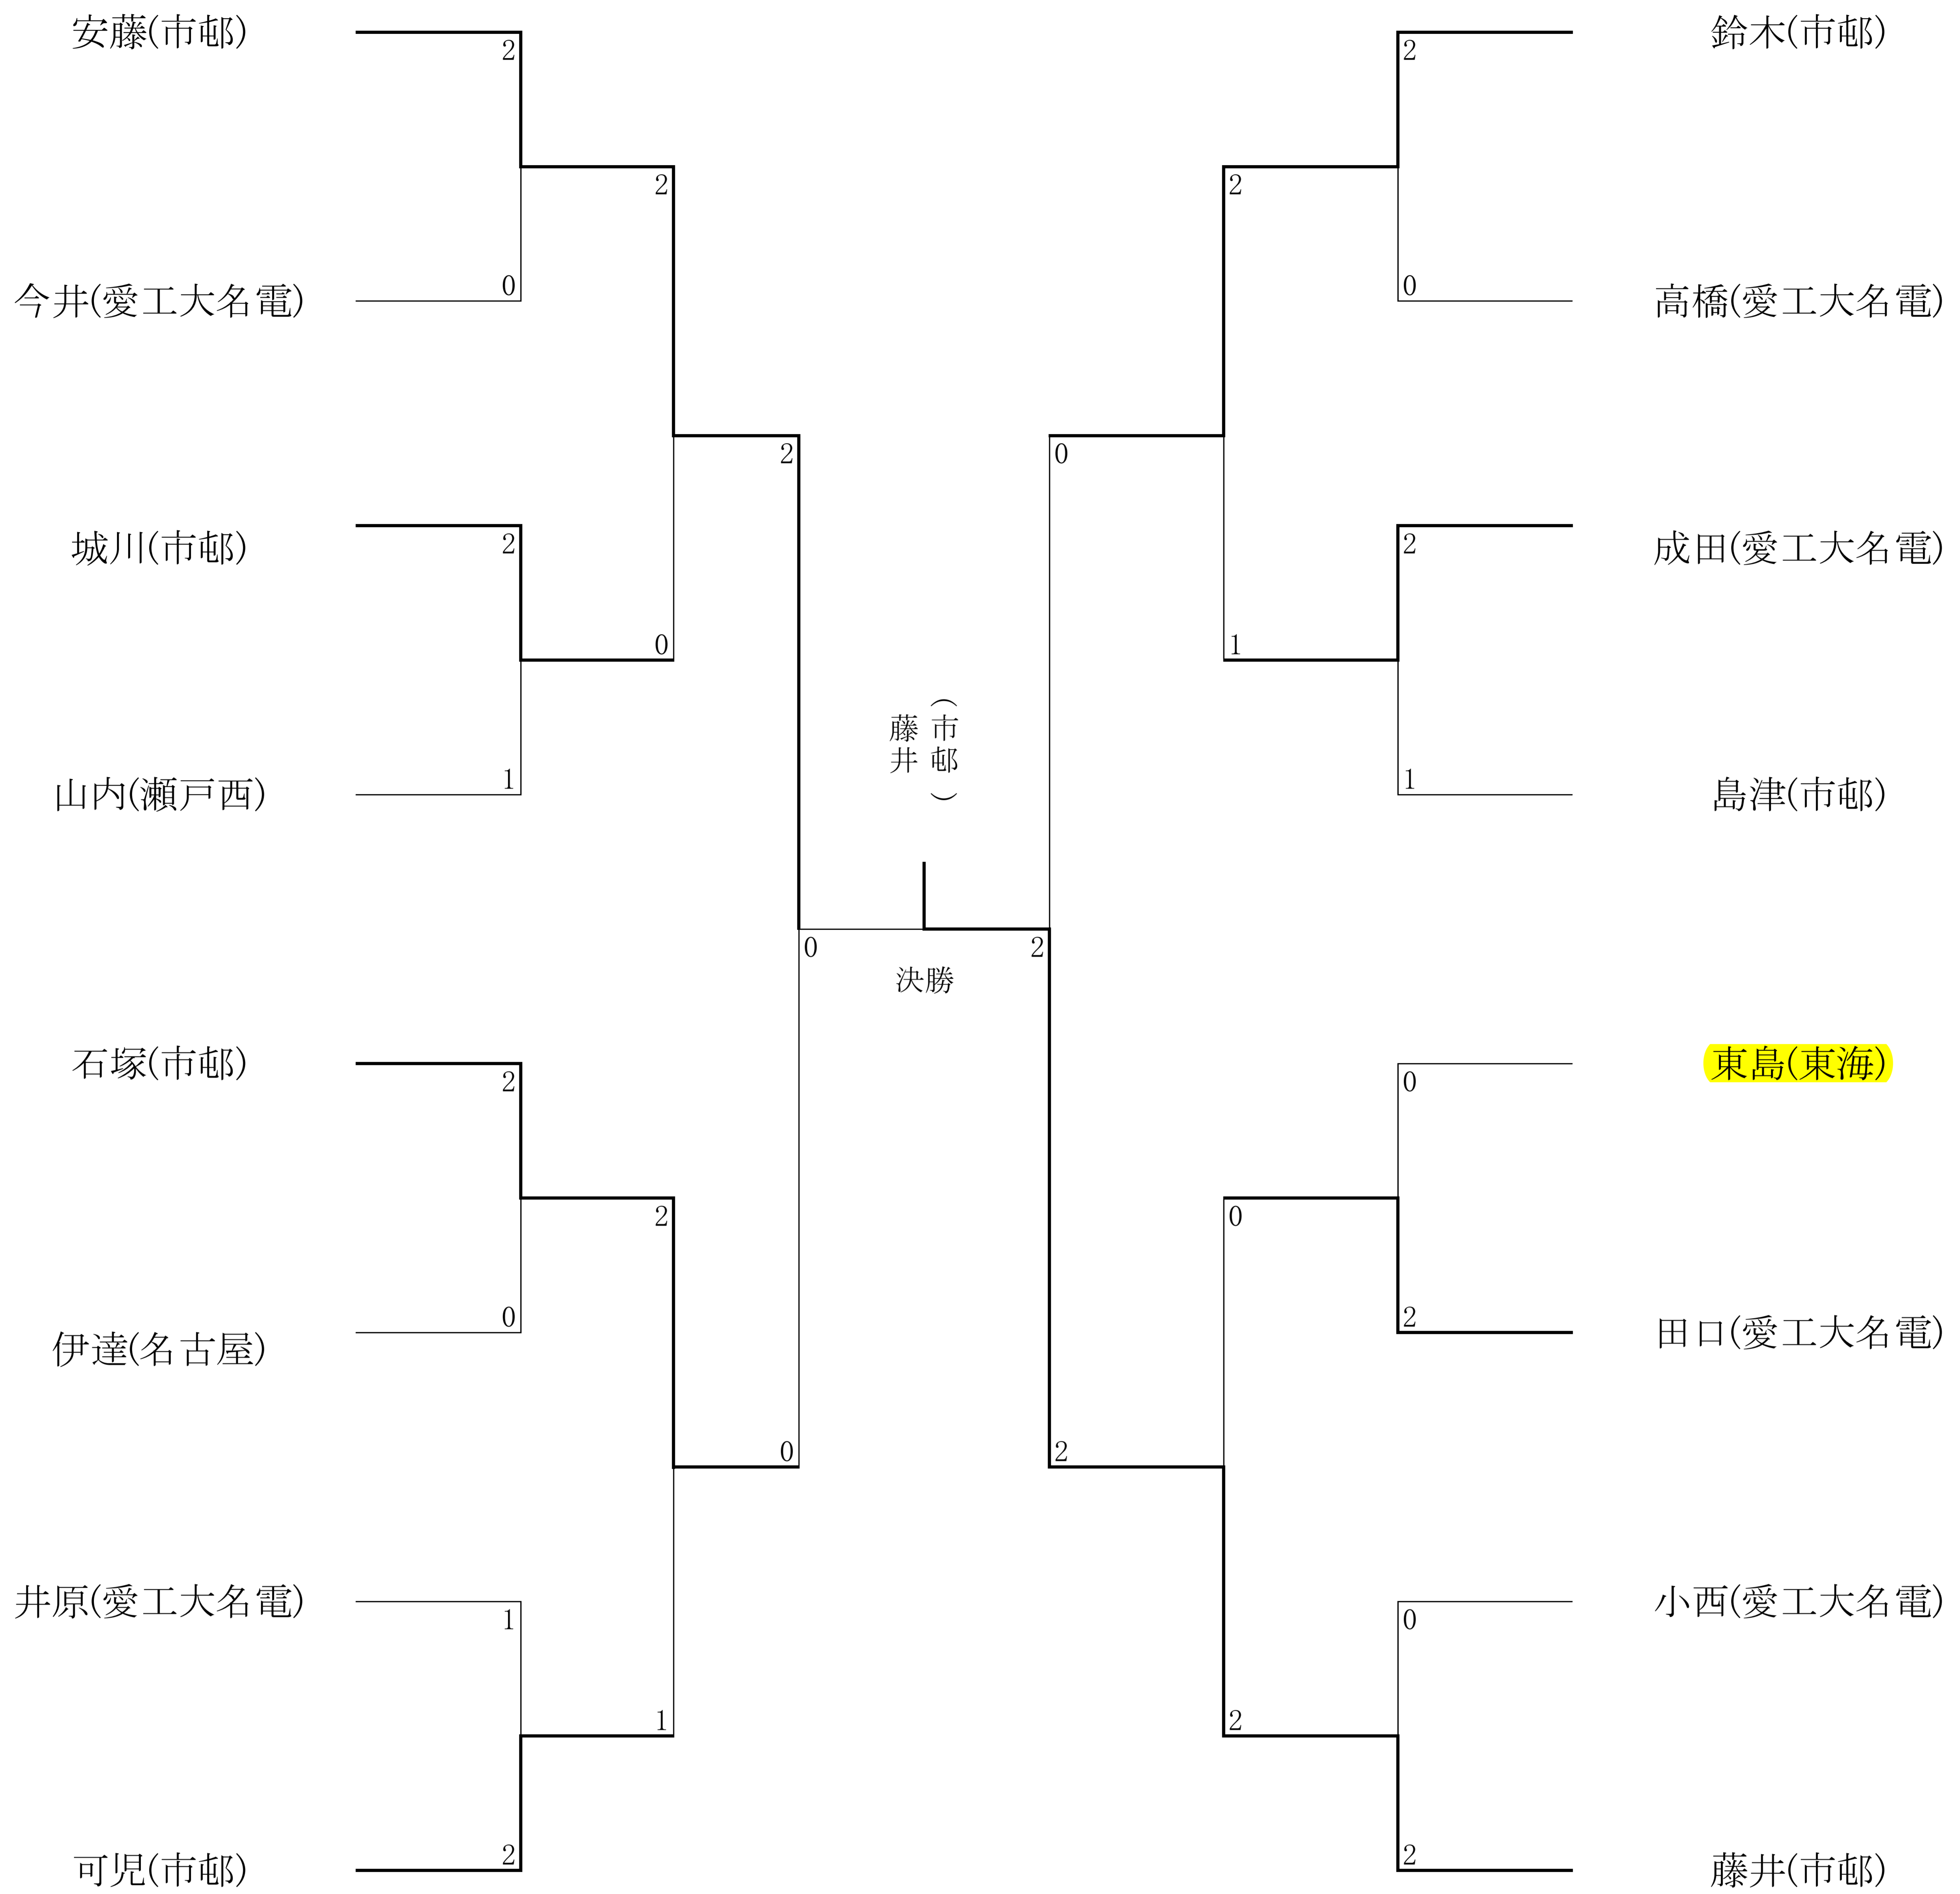 安藤(市邨)
2
今井(愛工大名電)
0
2
城川(市邨)
2
山内(瀬戸西)
1
0
2
石塚(市邨)
2
伊達(名古屋)
0
2
井原(愛工大名電)
1
可児(市邨)
2
1
0
0
藤井
(市邨)
決勝
2
鈴木(市邨)
2
高橋(愛工大名電)
0
2
成田(愛工大名電)
2
島津(市邨)
1
1
0
東島(東海)
0
田口(愛工大名電)
2
0
小西(愛工大名電)
0
藤井(市邨)
2
2
2